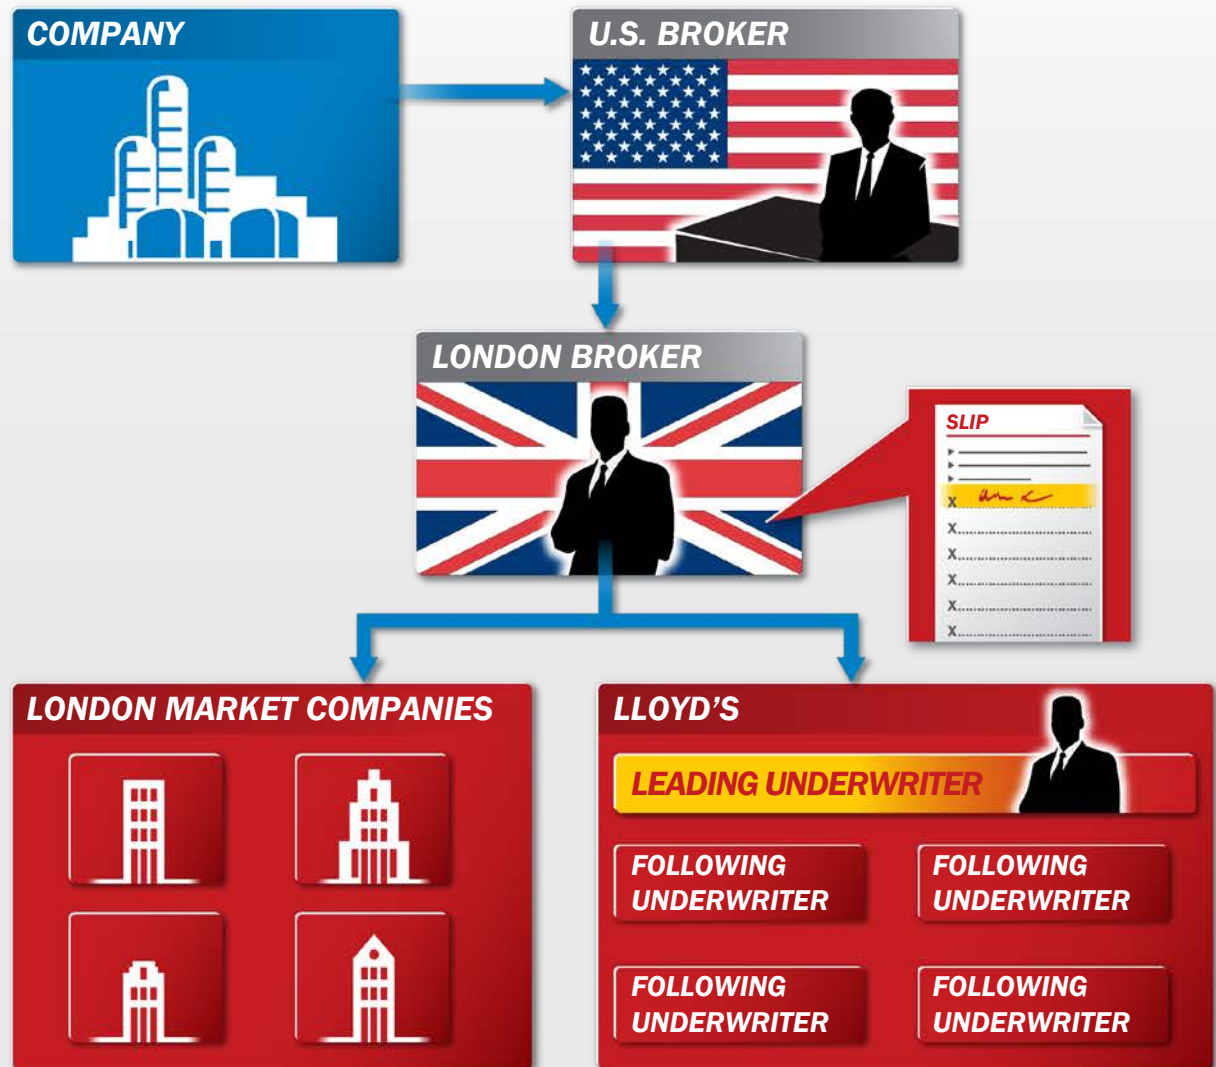 COMPANY
U.S. BROKER
LONDON BROKER
SLIP
X
X
X
X
X
X
LONDON MARKET COMPANIES
LLOYD'S
LEADING UNDERWRITER
FOLLOWING
UNDERWRITER
FOLLOWING
UNDERWRITER
FOLLOWING
UNDERWRITER
FOLLOWING
UNDERWRITER